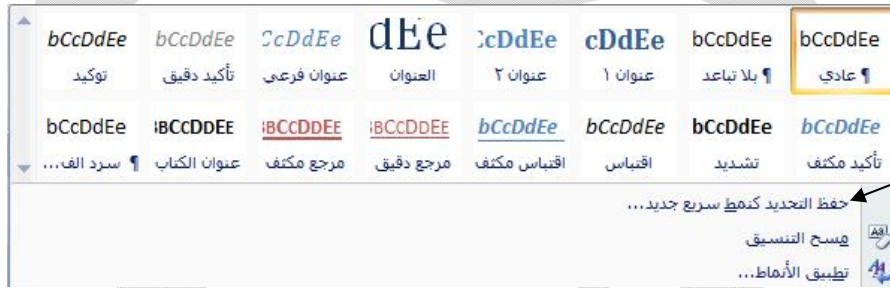 bCcDdEe bCcDdEe cDdEe CcDdEe dEe CcDdEe bCcDdEe bCcDdEe
¶ عادي ¶ بلا تباعد عنوان ١ عنوان ٢ العنوان عنوان فرعي تأكيد دقيق توكيد
bCcDdEe bCcDdEe bCcDdEe bCcDdEe BCCDDEE BCCDDEE BBCCDDEE bCcDdEe
تأكيد مكثف تشديد اقتباس اقتباس مكثف مرجع دقيق مرجع مكثف عنوان الكتاب ¶ سرد الف...
حفظ التحديد كنمط سريع جديد...
مسح التنسيق
تطبيق الأنماط...